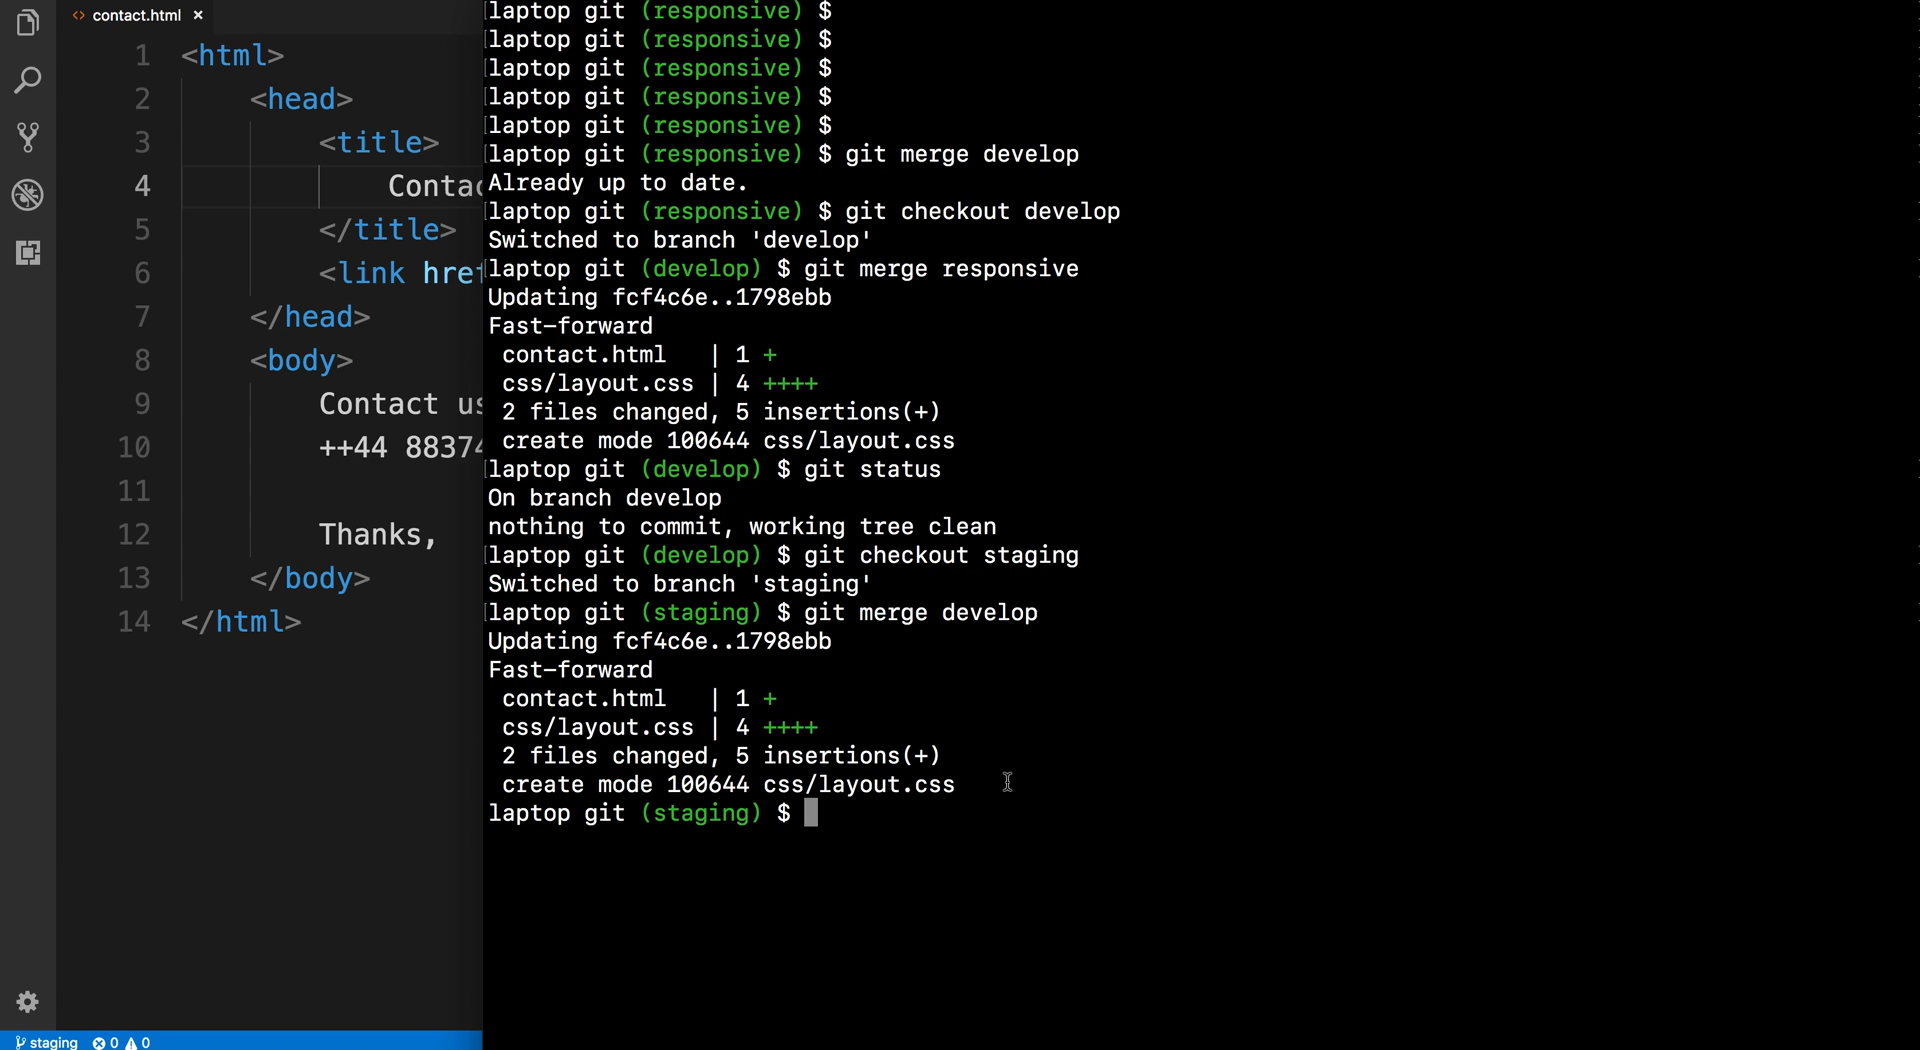 contact.html
1 <html>
2 <head>
3 <title>
4 Contac
5 </title>
6 <link href
7 </head>
8 <body>
9 Contact us
10 ++44 88374
11
12 Thanks,
13 </body>
14 </html>
staging 0 0
laptop git (responsive) $
laptop git (responsive) $
laptop git (responsive) $
laptop git (responsive) $
laptop git (responsive) $
laptop git (responsive) $ git merge develop
Already up to date.
laptop git (responsive) $ git checkout develop
Switched to branch 'develop'
laptop git (develop) $ git merge responsive
Updating fcf4c6e..1798ebb
Fast-forward
contact.html | 1 +
css/layout.css | 4 ++++
2 files changed, 5 insertions(+)
create mode 100644 css/layout.css
laptop git (develop) $ git status
On branch develop
nothing to commit, working tree clean
laptop git (develop) $ git checkout staging
Switched to branch 'staging'
laptop git (staging) $ git merge develop
Updating fcf4c6e..1798ebb
Fast-forward
contact.html | 1 +
css/layout.css | 4 ++++
2 files changed, 5 insertions(+)
create mode 100644 css/layout.css
laptop git (staging) $